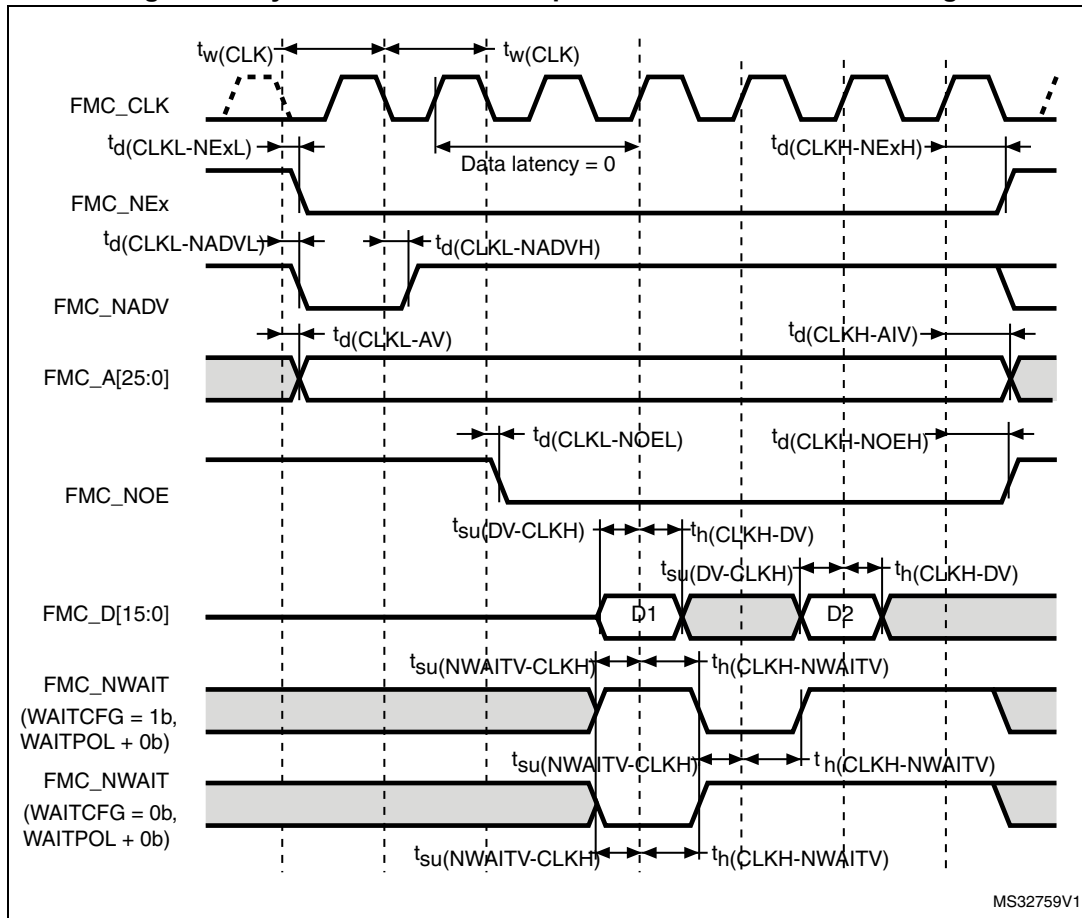 tw(CLK) tw(CLK)
FMC_CLK
td(CLKL-NExL) Data latency = 0 td(CLKH-NExH)
FMC_NEx
td(CLKL-NADVL) td(CLKL-NADVH)
FMC_NADV
td(CLKL-AV) td(CLKH-AIV)
FMC_A[25:0]
td(CLKL-NOEL) td(CLKH-NOEH)
FMC_NOE
tsu(DV-CLKH) th(CLKH-DV)
tsu(DV-CLKH) th(CLKH-DV)
FMC_D[15:0] D1 D2
tsu(NWAITV-CLKH) th(CLKH-NWAITV)
FMC_NWAIT
(WAITCFG = 1b,
WAITPOL + 0b)
tsu(NWAITV-CLKH) th(CLKH-NWAITV)
FMC_NWAIT
(WAITCFG = 0b,
WAITPOL + 0b)
tsu(NWAITV-CLKH) th(CLKH-NWAITV)
MS32759V1